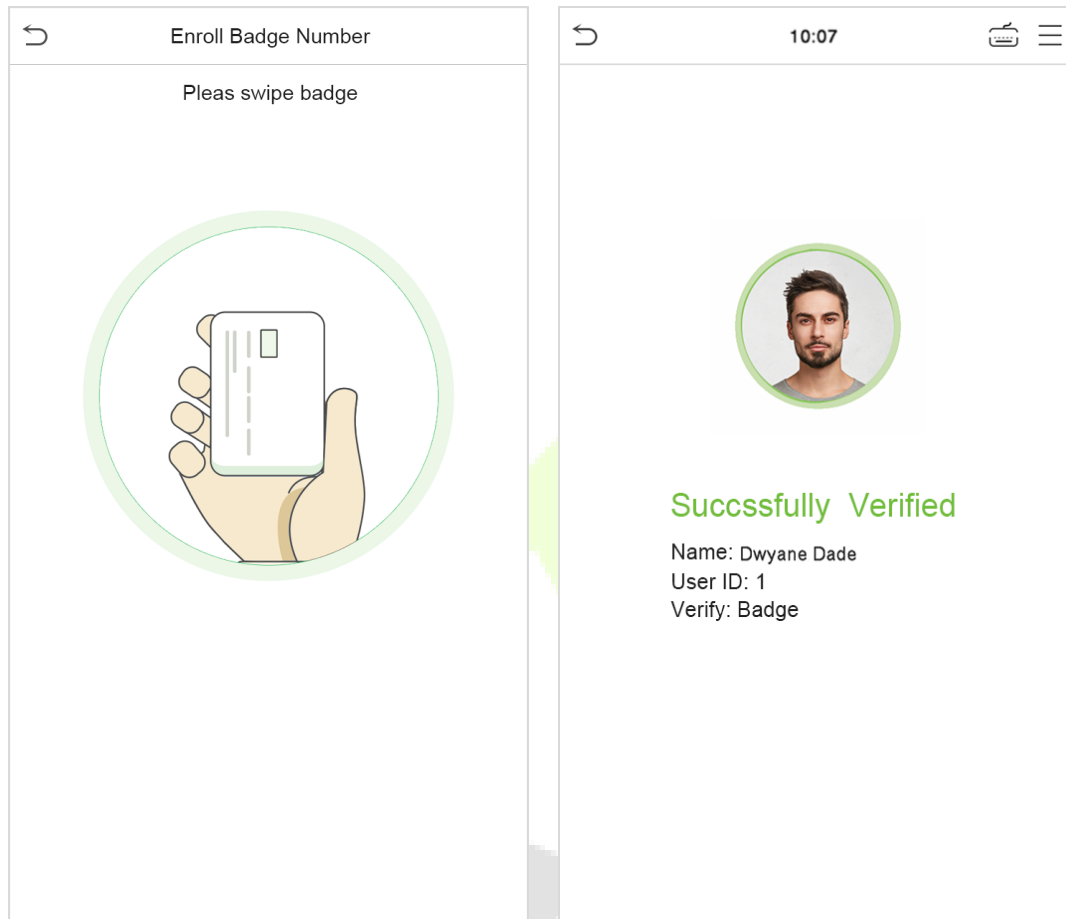 Enroll Badge Number
Pleas swipe badge
10:07
Succssfully Verified
Name: Dwyane Dade
User ID: 1
Verify: Badge